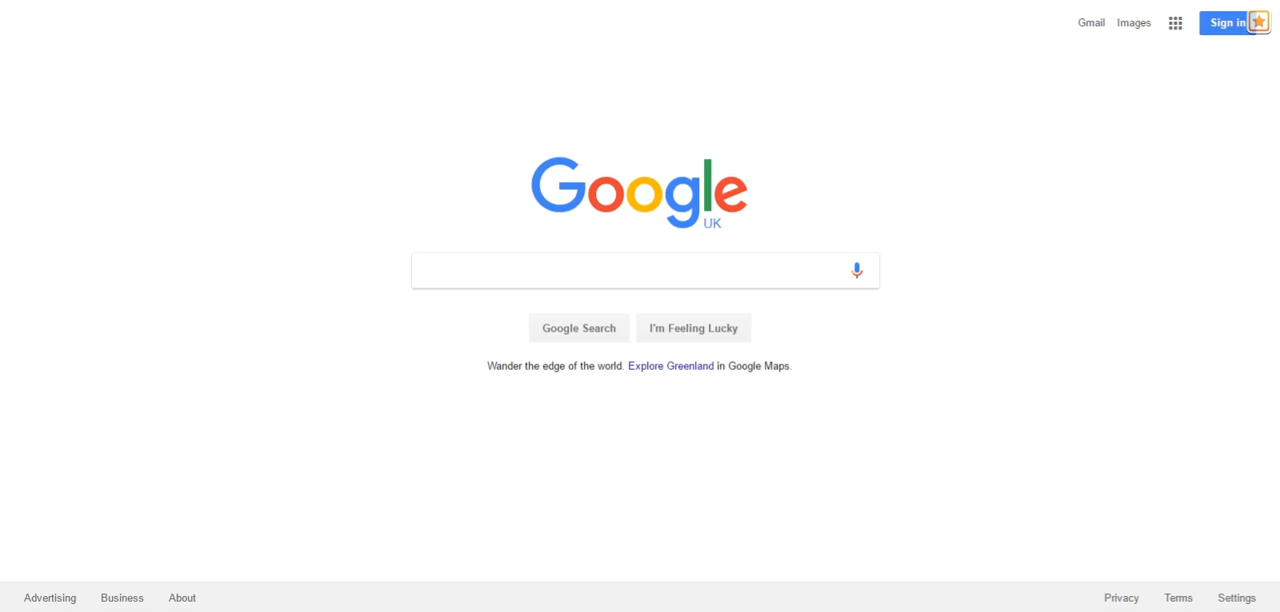 Gmail Images Sign in
Google
UK
Google Search I'm Feeling Lucky
Wander the edge of the world. Explore Greenland in Google Maps.
Advertising Business About Privacy Terms Settings